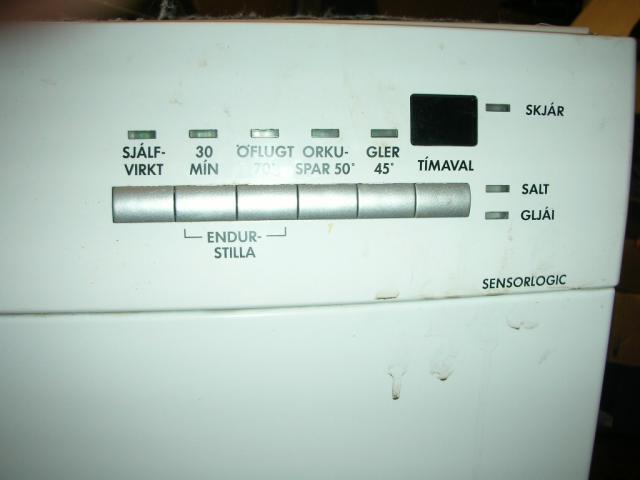 SKJÁR
SJÁLF-
VIRKT
30
MÍN
ÖFLUGT
70°
ORKU-
SPAR 50°
GLER
45°
TÍMAVAL
SALT
GLJÁI
ENDUR-
STILLA
SENSORLOGIC